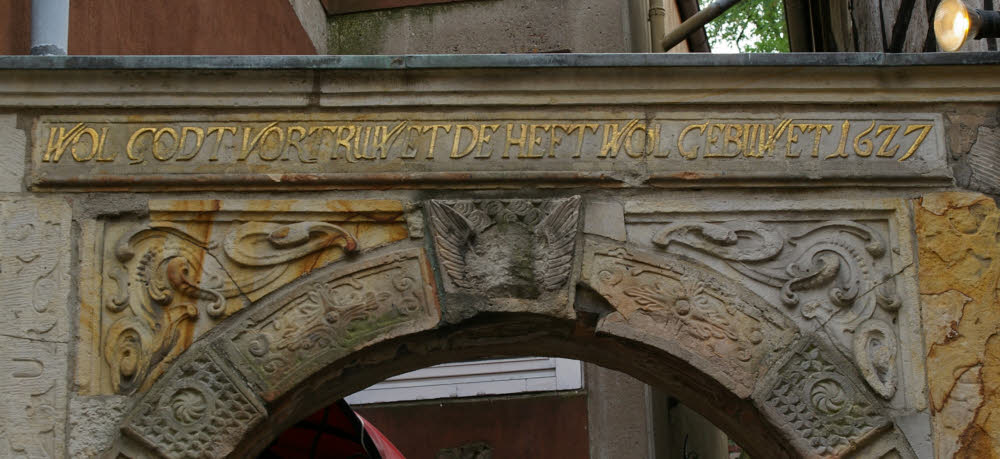 WOL GODT VORTRUWET DE HEFT WOL GEBUWET 1627